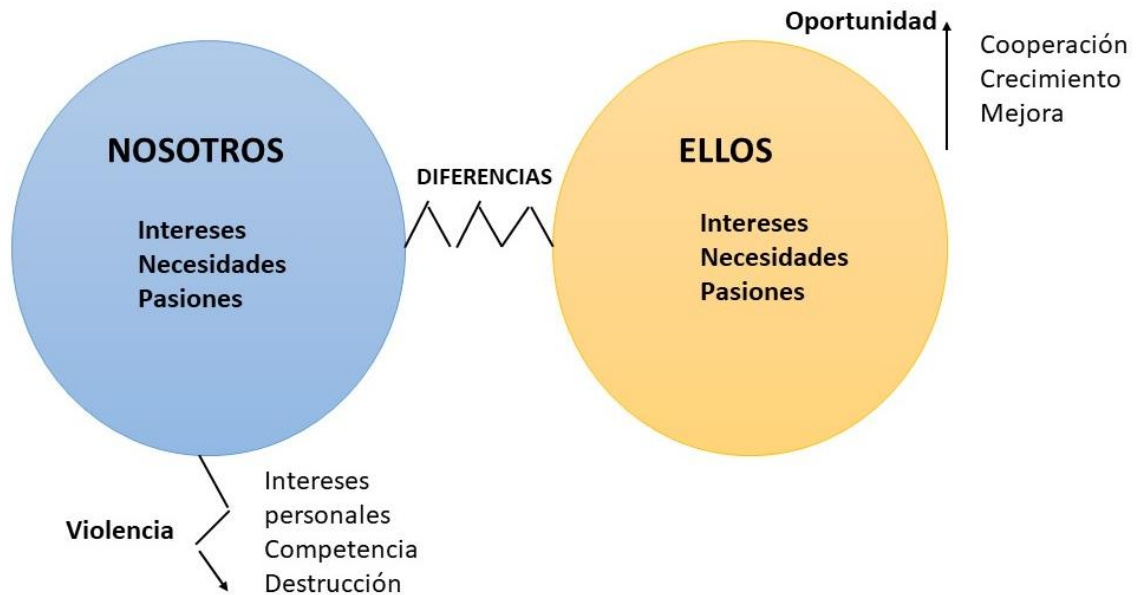 Oportunidad
Cooperación
Crecimiento
Mejora
NOSOTROS
Intereses
Necesidades
Pasiones
DIFERENCIAS
ELLOS
Intereses
Necesidades
Pasiones
Violencia
Intereses
personales
Competencia
Destrucción